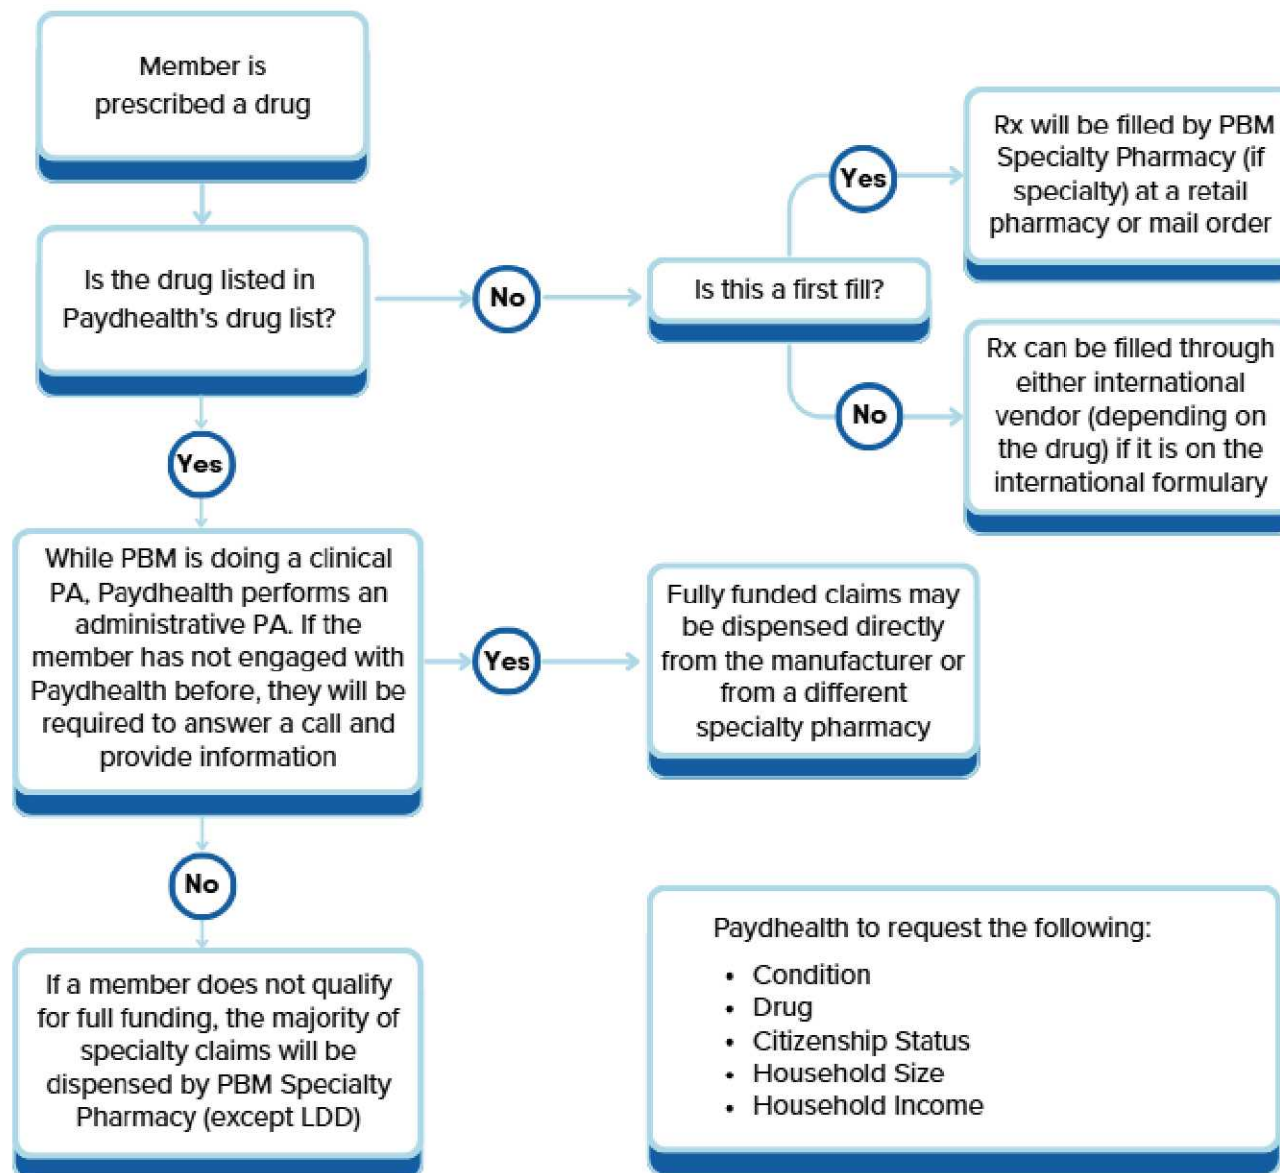 Member is
prescribed a drug
Is the drug listed in
Paydhealth's drug list?
No
Is this a first fill?
Yes
Rx will be filled by PBM
Specialty Pharmacy (if
specialty) at a retail
pharmacy or mail order
No
Rx can be filled through
either international
vendor (depending on
the drug) if it is on the
international formulary
Yes
While PBM is doing a clinical
PA, Paydhealth performs an
administrative PA. If the
member has not engaged with
Paydhealth before, they will be
required to answer a call and
provide information
Yes
Fully funded claims may
be dispensed directly
from the manufacturer or
from a different
specialty pharmacy
No
If a member does not qualify
for full funding, the majority of
specialty claims will be
dispensed by PBM Specialty
Pharmacy (except LDD)
Paydhealth to request the following:
• Condition
• Drug
• Citizenship Status
• Household Size
• Household Income